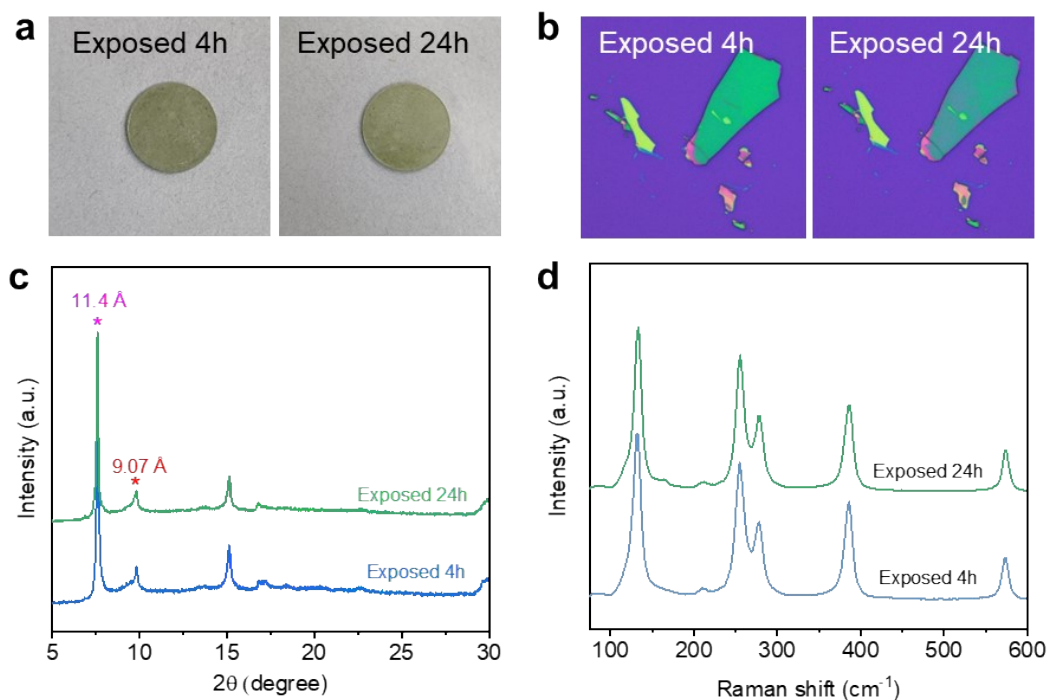 a
Exposed 4h
Exposed 24h
b
Exposed 4h
Exposed 24h
c
11.4 Å
*
9.07 Å
*
Exposed 24h
Exposed 4h
Intensity (a.u.)
5 10 15 20 25 30
2θ (degree)
d
Exposed 24h
Exposed 4h
Intensity (a.u.)
100 200 300 400 500 600
Raman shift (cm⁻¹)